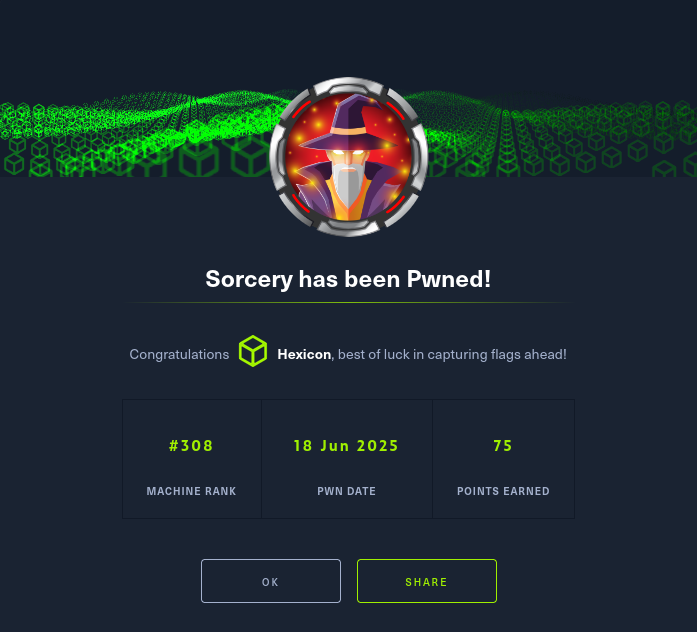 Sorcery has been Pwned!
Congratulations Hexicon, best of luck in capturing flags ahead!
#308 18 Jun 2025 75
MACHINE RANK PWN DATE POINTS EARNED
OK SHARE